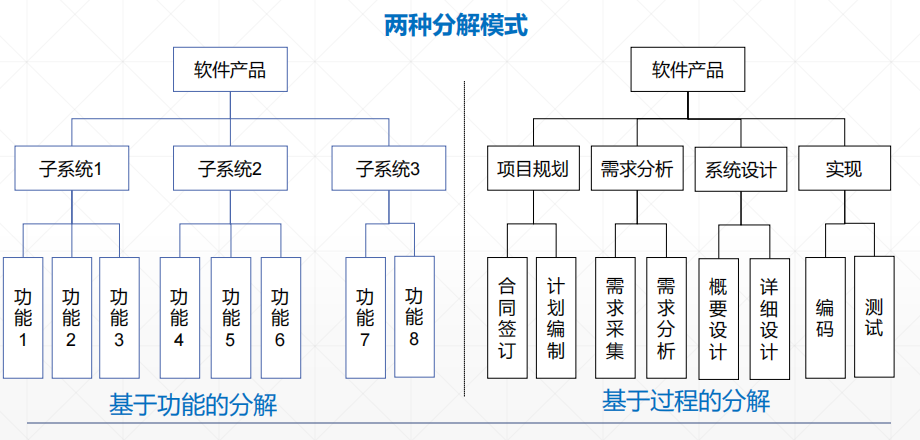 两种分解模式
软件产品
子系统1
子系统2
子系统3
功能1
功能2
功能3
功能4
功能5
功能6
功能7
功能8
基于功能的分解
软件产品
项目规划
需求分析
系统设计
实现
合同签订
计划编制
需求采集
需求分析
概要设计
详细设计
编码
测试
基于过程的分解